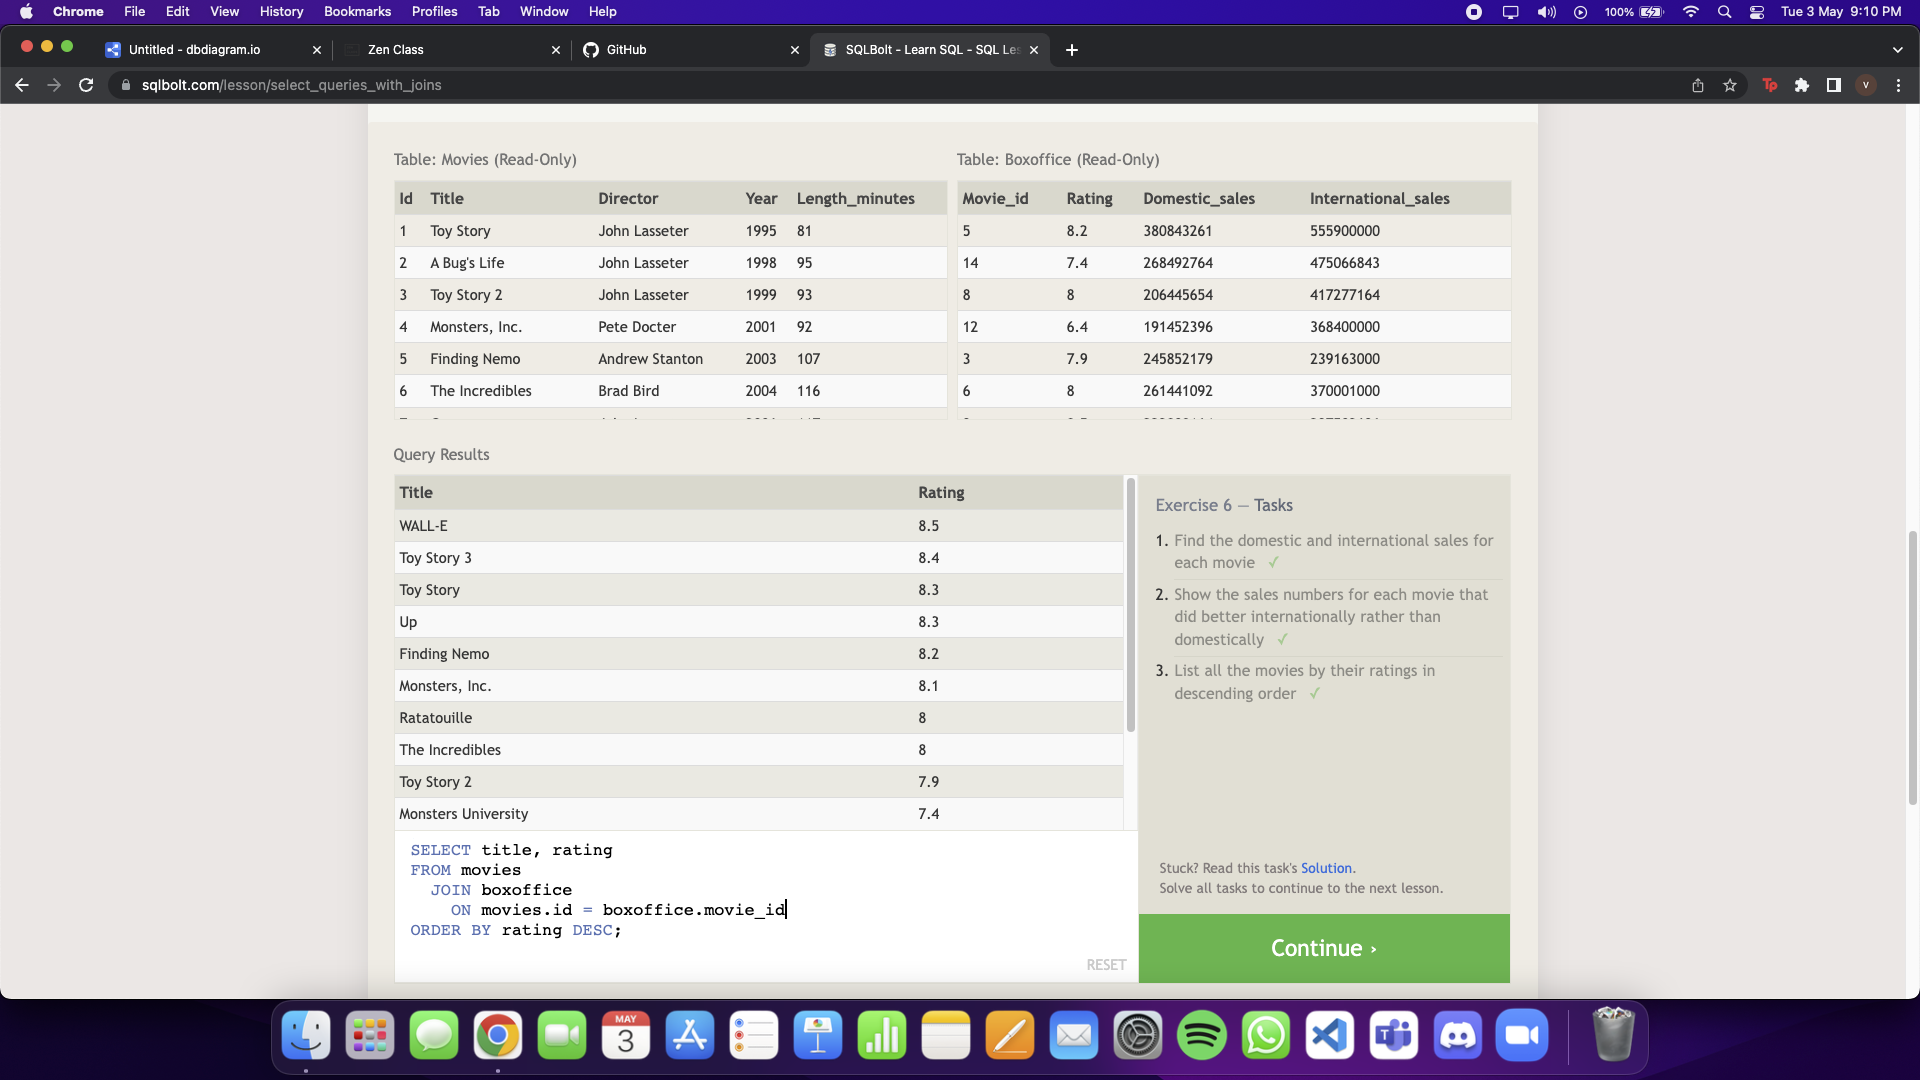 Chrome File Edit View History Bookmarks Profiles Tab Window Help 100% Tue 3 May 9:10 PM
Untitled - dbdiagram.io Zen Class GitHub SQLBolt - Learn SQL - SQL Les
sqlbolt.com/lesson/select_queries_with_joins Tp V
Table: Movies (Read-Only) Table: Boxoffice (Read-Only)
Id Title Director Year Length_minutes Movie_id Rating Domestic_sales International_sales
1 Toy Story John Lasseter 1995 81 5 8.2 380843261 555900000
2 A Bug's Life John Lasseter 1998 95 14 7.4 268492764 475066843
3 Toy Story 2 John Lasseter 1999 93 8 8 206445654 417277164
4 Monsters, Inc. Pete Docter 2001 92 12 6.4 191452396 368400000
5 Finding Nemo Andrew Stanton 2003 107 3 7.9 245852179 239163000
6 The Incredibles Brad Bird 2004 116 6 8 261441092 370001000
Query Results
Title Rating
WALL-E 8.5
Toy Story 3 8.4
Toy Story 8.3
Up 8.3
Finding Nemo 8.2
Monsters, Inc. 8.1
Ratatouille 8
The Incredibles 8
Toy Story 2 7.9
Monsters University 7.4
SELECT title, rating
FROM movies
JOIN boxoffice
ON movies.id = boxoffice.movie_id
ORDER BY rating DESC;
RESET
Exercise 6 — Tasks
1. Find the domestic and international sales for
each movie ✓
2. Show the sales numbers for each movie that
did better internationally rather than
domestically ✓
3. List all the movies by their ratings in
descending order ✓
Stuck? Read this task's Solution.
Solve all tasks to continue to the next lesson.
Continue ›
MAY
3